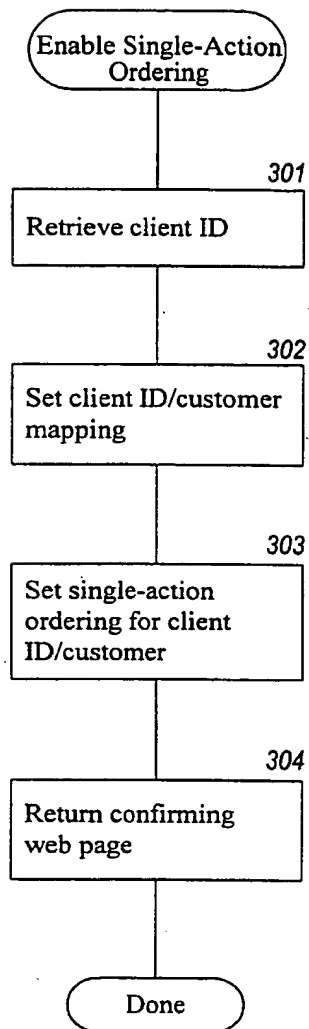 Enable Single-Action
Ordering
301
Retrieve client ID
302
Set client ID/customer
mapping
303
Set single-action
ordering for client
ID/customer
304
Return confirming
web page
Done